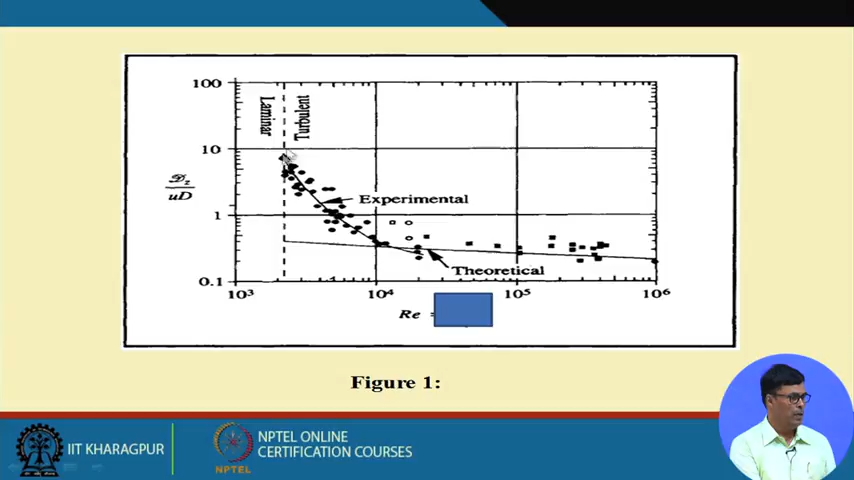 100
10
1
0.1
Laminar
Turbulent
𝒟z
uD
Experimental
Theoretical
10³
10⁴
10⁵
10⁶
Re =
Figure 1:
IIT KHARAGPUR
NPTEL
NPTEL ONLINE
CERTIFICATION COURSES